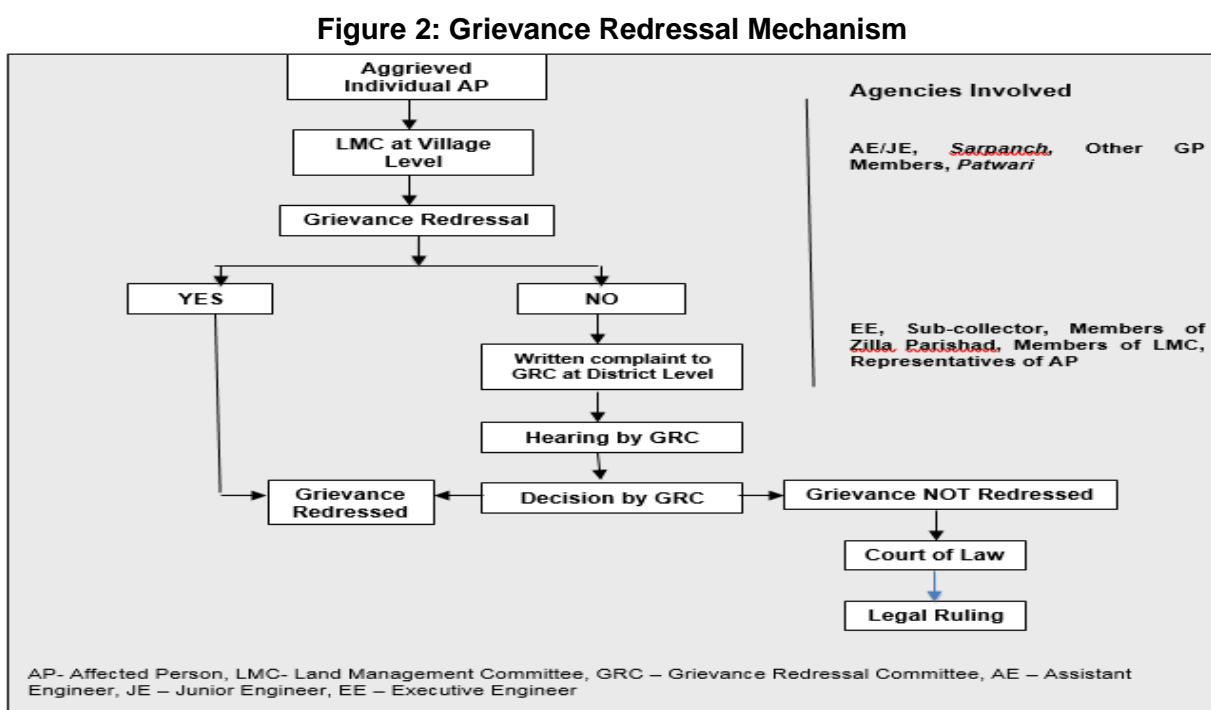 Figure 2: Grievance Redressal Mechanism
Aggrieved
Individual AP
Agencies Involved
LMC at Village
Level
AE/JE, Sarpanch, Other GP
Members, Patwari
Grievance Redressal
YES
NO
EE, Sub-collector, Members of
Zilla Parishad, Members of LMC,
Representatives of AP
Written complaint to
GRC at District Level
Hearing by GRC
Grievance
Redressed
Decision by GRC
Grievance NOT Redressed
Court of Law
Legal Ruling
AP- Affected Person, LMC- Land Management Committee, GRC – Grievance Redressal Committee, AE – Assistant
Engineer, JE – Junior Engineer, EE – Executive Engineer